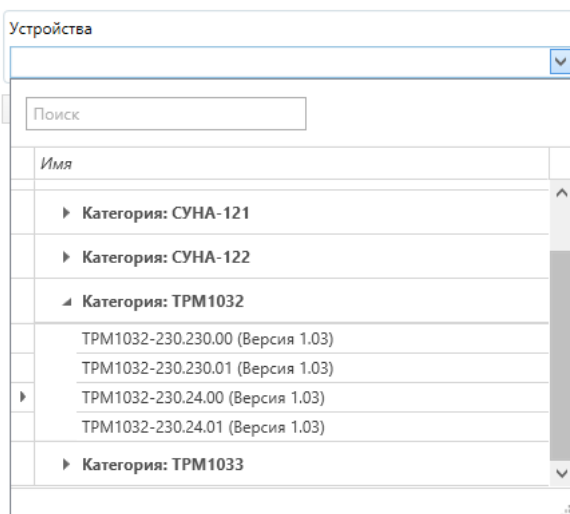 Устройства
Поиск
Имя
Категория: СУНА-121
Категория: СУНА-122
Категория: ТРМ1032
ТРМ1032-230.230.00 (Версия 1.03)
ТРМ1032-230.230.01 (Версия 1.03)
ТРМ1032-230.24.00 (Версия 1.03)
ТРМ1032-230.24.01 (Версия 1.03)
Категория: ТРМ1033